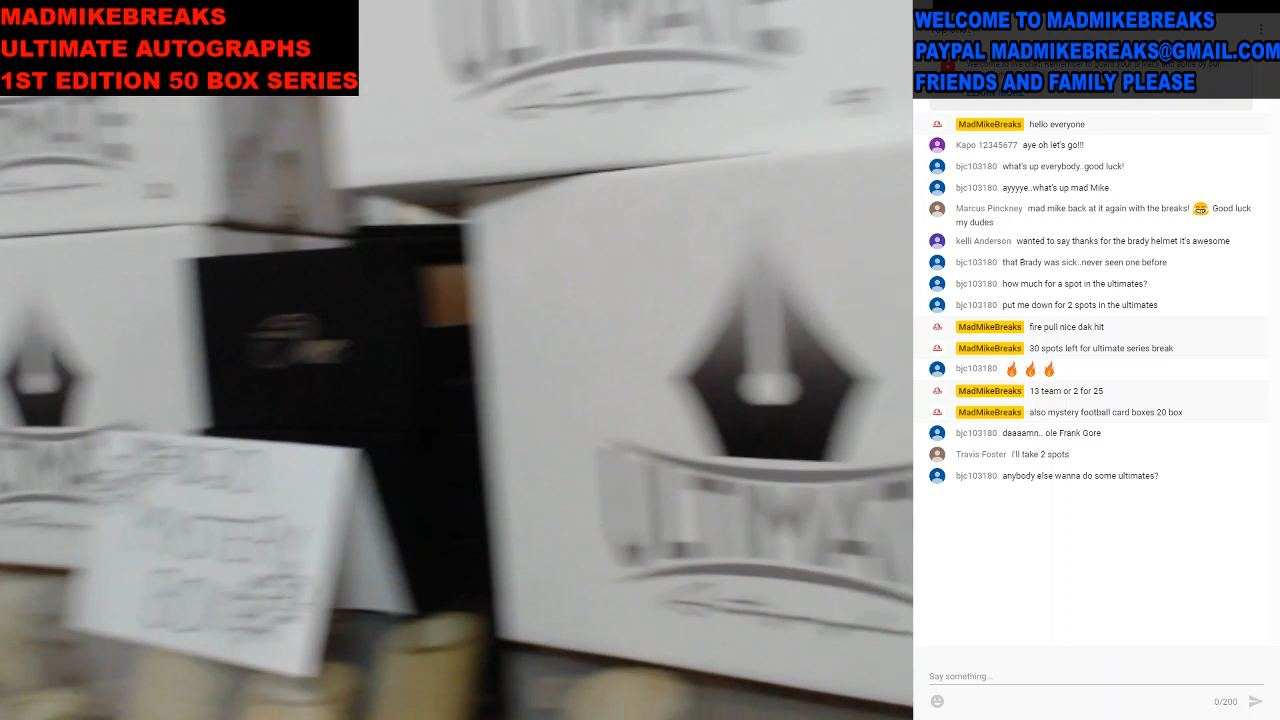 MADMIKEBREAKS
ULTIMATE AUTOGRAPHS
1ST EDITION 50 BOX SERIES
WELCOME TO MADMIKEBREAKS
PAYPAL MADMIKEBREAKS@GMAIL.COM
FRIENDS AND FAMILY PLEASE
MadMikeBreaks hello everyone
Kapo 12345677 aye oh let's go!!!
bjc103180 what's up everybody..good luck!
bjc103180 ayyyye..what's up mad Mike
Marcus Pinckney mad mike back at it again with the breaks! 😂 Good luck
my dudes
kelli Anderson wanted to say thanks for the brady helmet it's awesome
bjc103180 that Brady was sick..never seen one before
bjc103180 how much for a spot in the ultimates?
bjc103180 put me down for 2 spots in the ultimates
MadMikeBreaks fire pull nice dak hit
MadMikeBreaks 30 spots left for ultimate series break
bjc103180 🔥 🔥 🔥
MadMikeBreaks 13 team or 2 for 25
MadMikeBreaks also mystery football card boxes 20 box
bjc103180 daaaamn.. ole Frank Gore
Travis Foster I'll take 2 spots
bjc103180 anybody else wanna do some ultimates?
Say something...
0/200